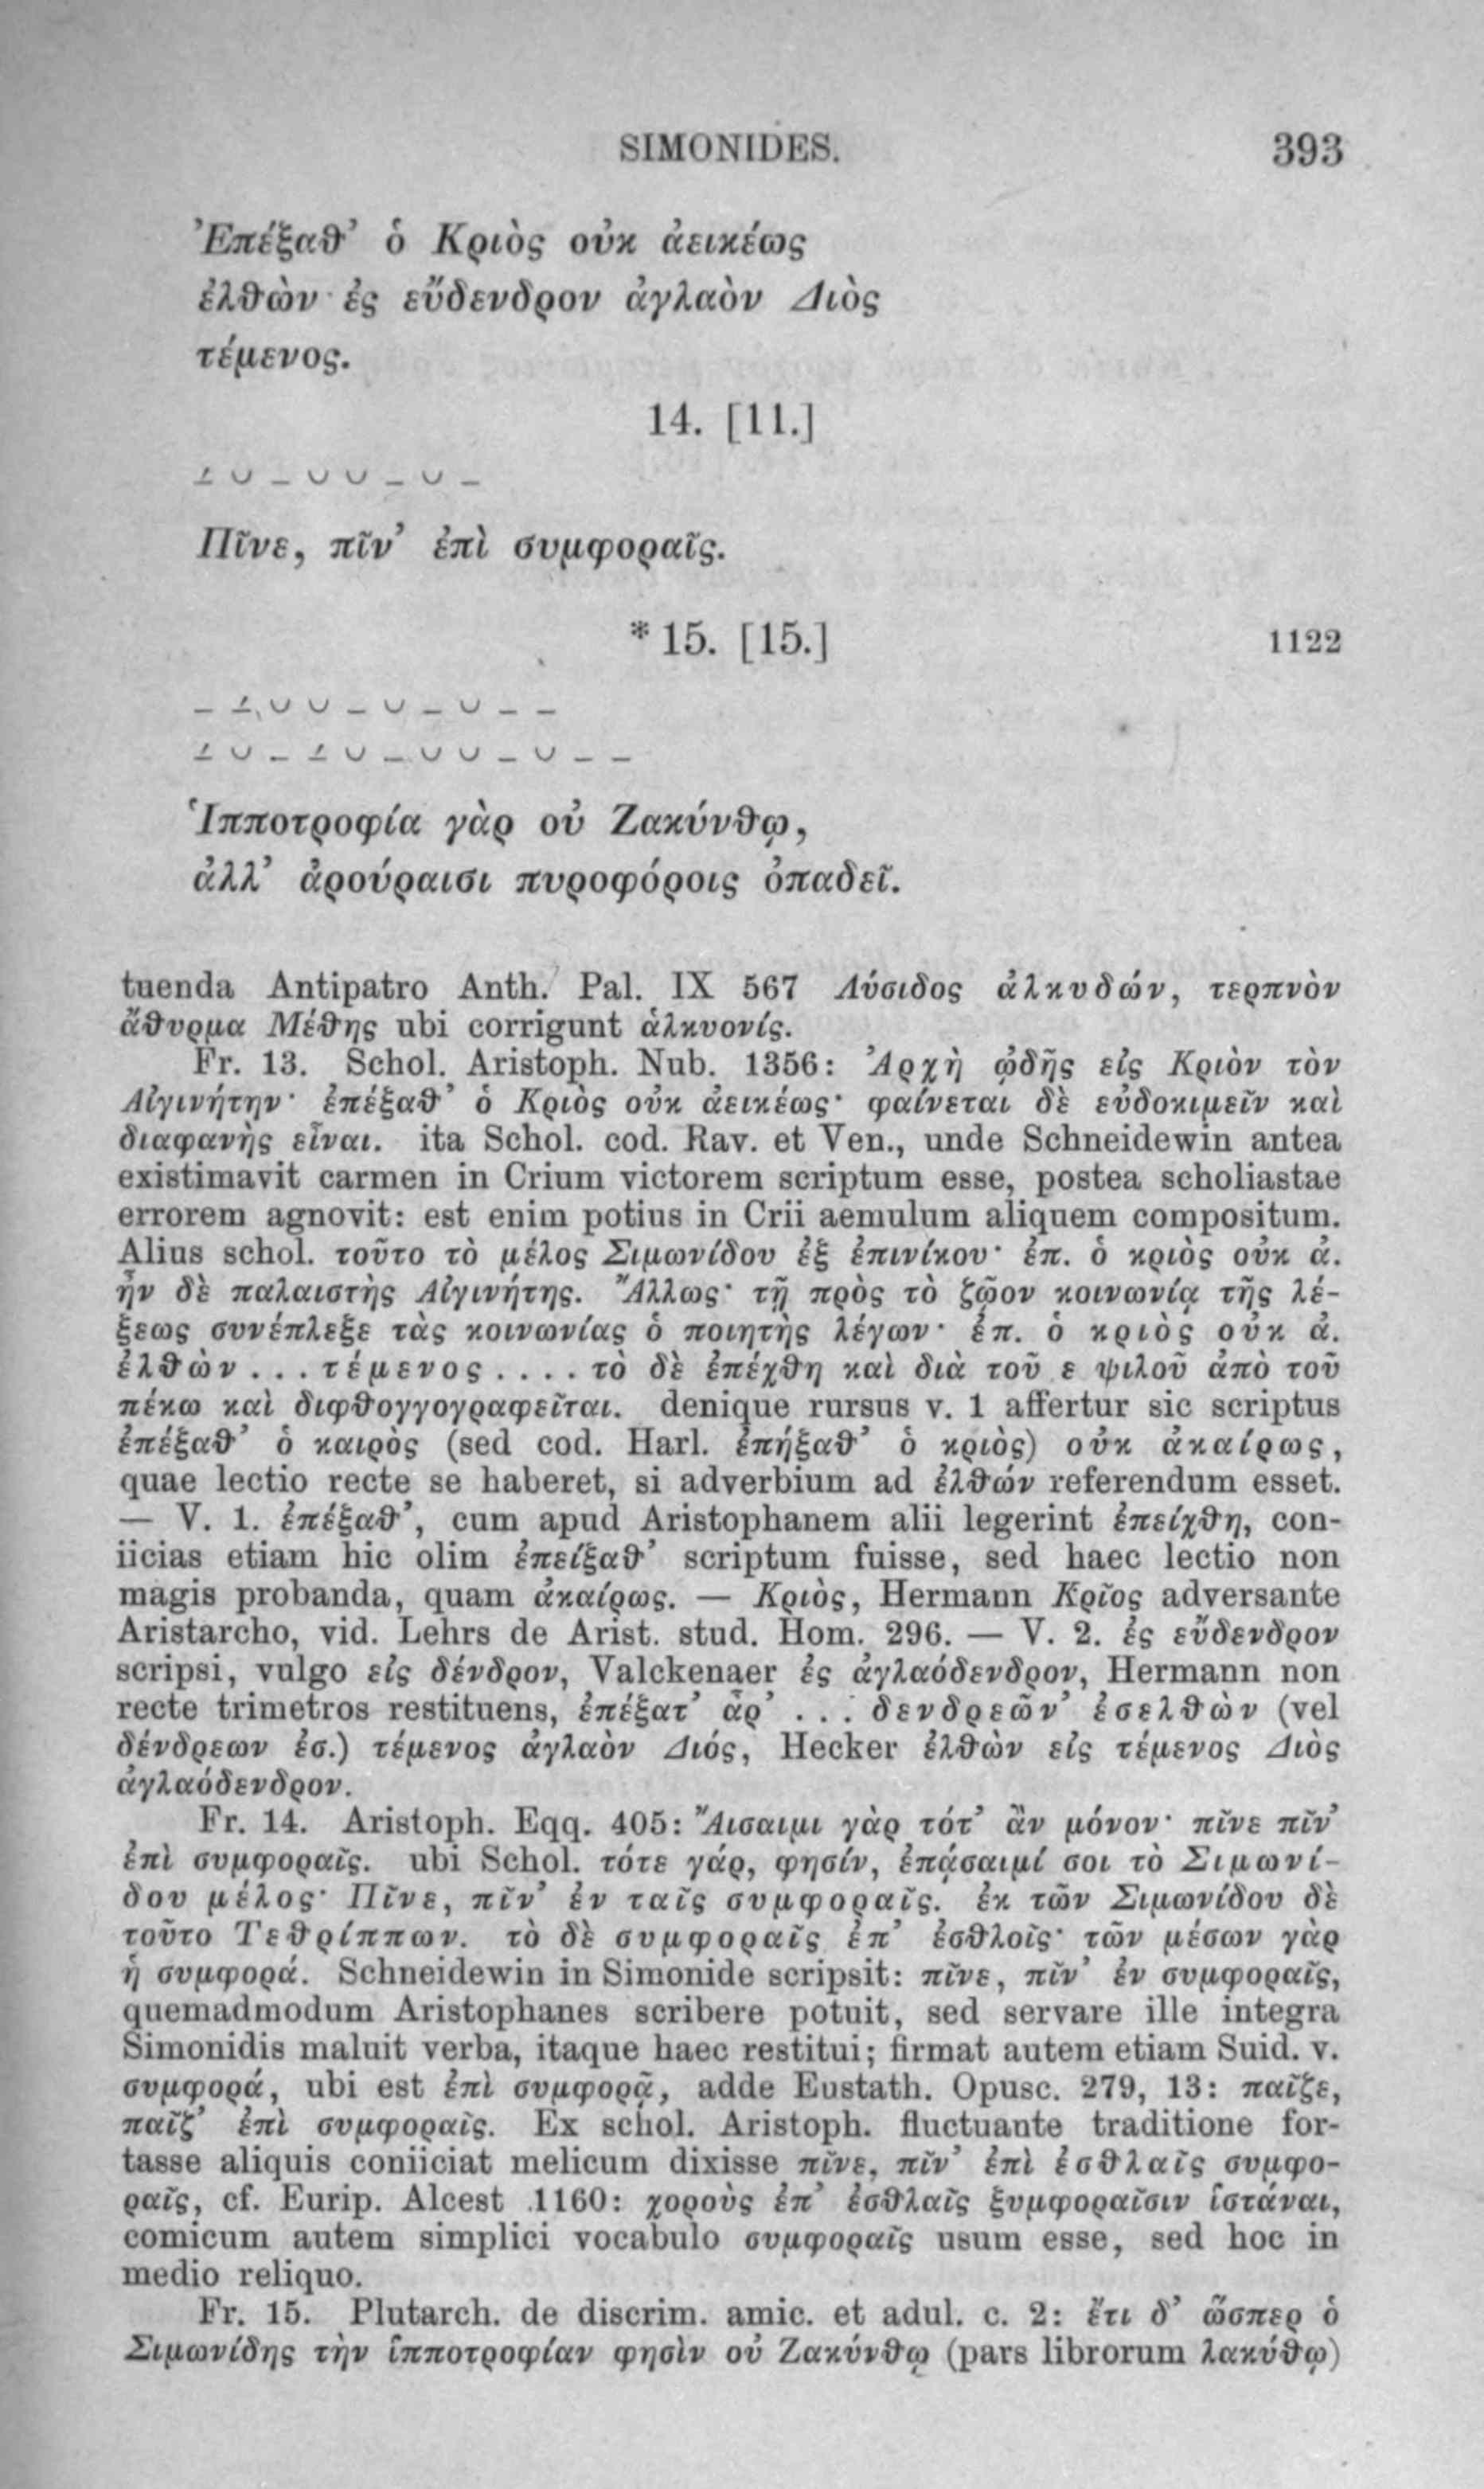 SIMONIDES. 393
Ἐπέξαθ’ ὁ Κριὸς οὐκ ἀεικέως
ἐλθὼν ἐς εὔδενδρον ἀγλαὸν Διὸς
τέμενος.
14. [11.]
Πῖνε, πῖν’ ἐπὶ συμφοραῖς.
* 15. [15.] 1122
Ἱπποτροφία γὰρ οὐ Ζακύνθῳ,
ἀλλ’ ἀρούραισι πυροφόροις ὀπαδεῖ.
tuenda Antipatro Anth. Pal. IX 567 Λύσιδος ἀλκυδών, τερπνὸν
ἄθυρμα Μέθης ubi corrigunt ἁλκυονίς.
Fr. 13. Schol. Aristoph. Nub. 1356: Ἀρχὴ ᾠδῆς εἰς Κριὸν τὸν
Αἰγινήτην· ἐπέξαθ’ ὁ Κριὸς οὐκ ἀεικέως· φαίνεται δὲ εὐδοκιμεῖν καὶ
διαφανὴς εἶναι. ita Schol. cod. Rav. et Ven., unde Schneidewin antea
existimavit carmen in Crium victorem scriptum esse, postea scholiastae
errorem agnovit: est enim potius in Crii aemulum aliquem compositum.
Alius schol. τοῦτο τὸ μέλος Σιμωνίδου ἐξ ἐπινίκου· ἐπ. ὁ κριὸς οὐκ ἀ.
ἦν δὲ παλαιστὴς Αἰγινήτης. Ἄλλως· τῇ πρὸς τὸ ζῷον κοινωνίᾳ τῆς λέ-
ξεως συνέπλεξε τὰς κοινωνίας ὁ ποιητὴς λέγων· ἐπ. ὁ κριὸς οὐκ ἀ.
ἐλθὼν . . . τέμενος . . . . τὸ δὲ ἐπέχθη καὶ διὰ τοῦ ε ψιλοῦ ἀπὸ τοῦ
πέκω καὶ διφθογγογραφεῖται. denique rursus v. 1 affertur sic scriptus
ἐπέξαθ’ ὁ καιρὸς (sed cod. Harl. ἐπήξαθ’ ὁ κριὸς) οὐκ ἀκαίρως,
quae lectio recte se haberet, si adverbium ad ἐλθών referendum esset.
— V. 1. ἐπέξαθ’, cum apud Aristophanem alii legerint ἐπείχθη, con-
iicias etiam hic olim ἐπείξαθ’ scriptum fuisse, sed haec lectio non
magis probanda, quam ἀκαίρως. — Κριὸς, Hermann Κρῖος adversante
Aristarcho, vid. Lehrs de Arist. stud. Hom. 296. — V. 2. ἐς εὔδενδρον
scripsi, vulgo εἰς δένδρον, Valckenaer ἐς ἀγλαόδενδρον, Hermann non
recte trimetros restituens, ἐπέξατ’ ἆρ’ . . . δενδρεῶν’ ἐσελθὼν (vel
δένδρεων ἐσ.) τέμενος ἀγλαὸν Διός, Hecker ἐλθὼν εἰς τέμενος Διὸς
ἀγλαόδενδρον.
Fr. 14. Aristoph. Eqq. 405: Ἄισαιμι γὰρ τότ’ ἂν μόνον· πῖνε πῖν’
ἐπὶ συμφοραῖς. ubi Schol. τότε γάρ, φησίν, ἐπᾴσαιμί σοι τὸ Σιμωνί-
δου μέλος· Πῖνε, πῖν’ ἐν ταῖς συμφοραῖς. ἐκ τῶν Σιμωνίδου δὲ
τοῦτο Τεθρίππων. τὸ δὲ συμφοραῖς ἐπ’ ἐσθλοῖς· τῶν μέσων γὰρ
ἡ συμφορά. Schneidewin in Simonide scripsit: πῖνε, πῖν’ ἐν συμφοραῖς,
quemadmodum Aristophanes scribere potuit, sed servare ille integra
Simonidis maluit verba, itaque haec restitui; firmat autem etiam Suid. v.
συμφορά, ubi est ἐπὶ συμφορᾷ, adde Eustath. Opusc. 279, 13: παῖζε,
παῖζ’ ἐπὶ συμφοραῖς. Ex schol. Aristoph. fluctuante traditione for-
tasse aliquis coniiciat melicum dixisse πῖνε, πῖν’ ἐπὶ ἐσθλαῖς συμφο-
ραῖς, cf. Eurip. Alcest 1160: χοροὺς ἐπ’ ἐσθλαῖς ξυμφοραῖσιν ἱστάναι,
comicum autem simplici vocabulo συμφοραῖς usum esse, sed hoc in
medio reliquo.
Fr. 15. Plutarch. de discrim. amic. et adul. c. 2: ἔτι δ’ ὥσπερ ὁ
Σιμωνίδης τὴν ἱπποτροφίαν φησὶν οὐ Ζακύνθῳ (pars librorum λακύθῳ)